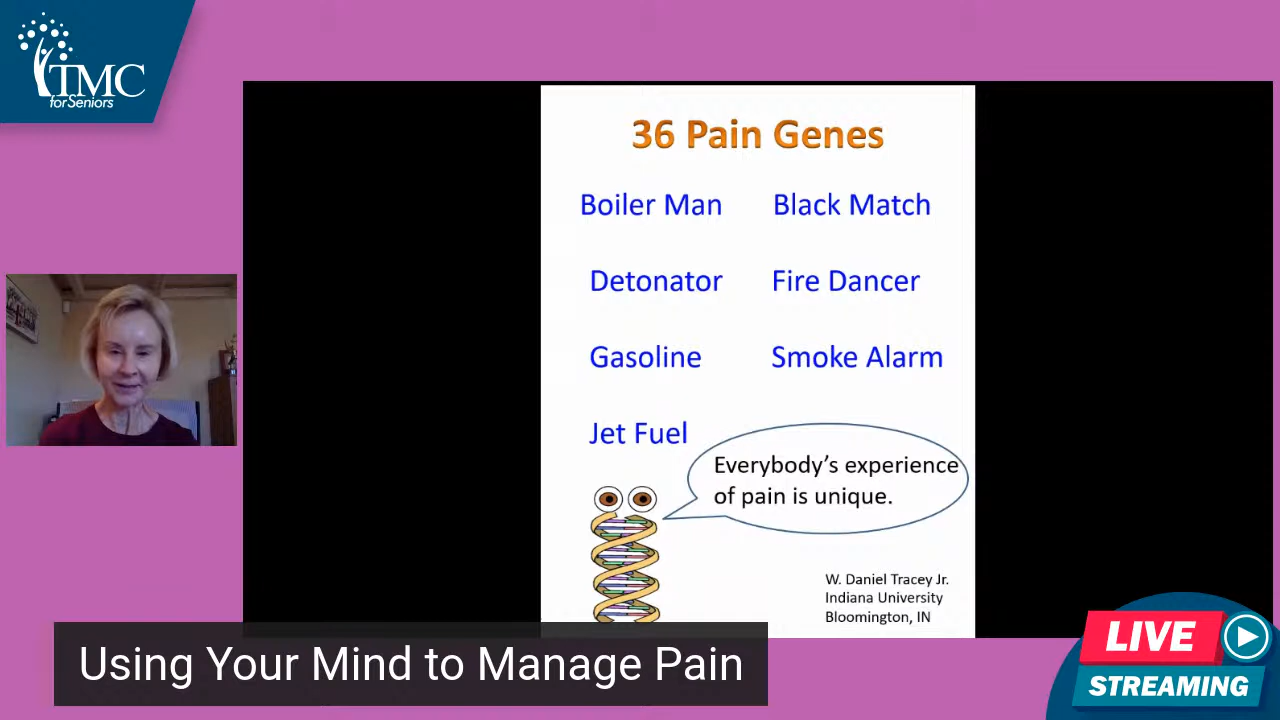 TMC
for Seniors
36 Pain Genes
Boiler Man
Black Match
Detonator
Fire Dancer
Gasoline
Smoke Alarm
Jet Fuel
Everybody's experience
of pain is unique.
W. Daniel Tracey Jr.
Indiana University
Bloomington, IN
Using Your Mind to Manage Pain
LIVE
STREAMING